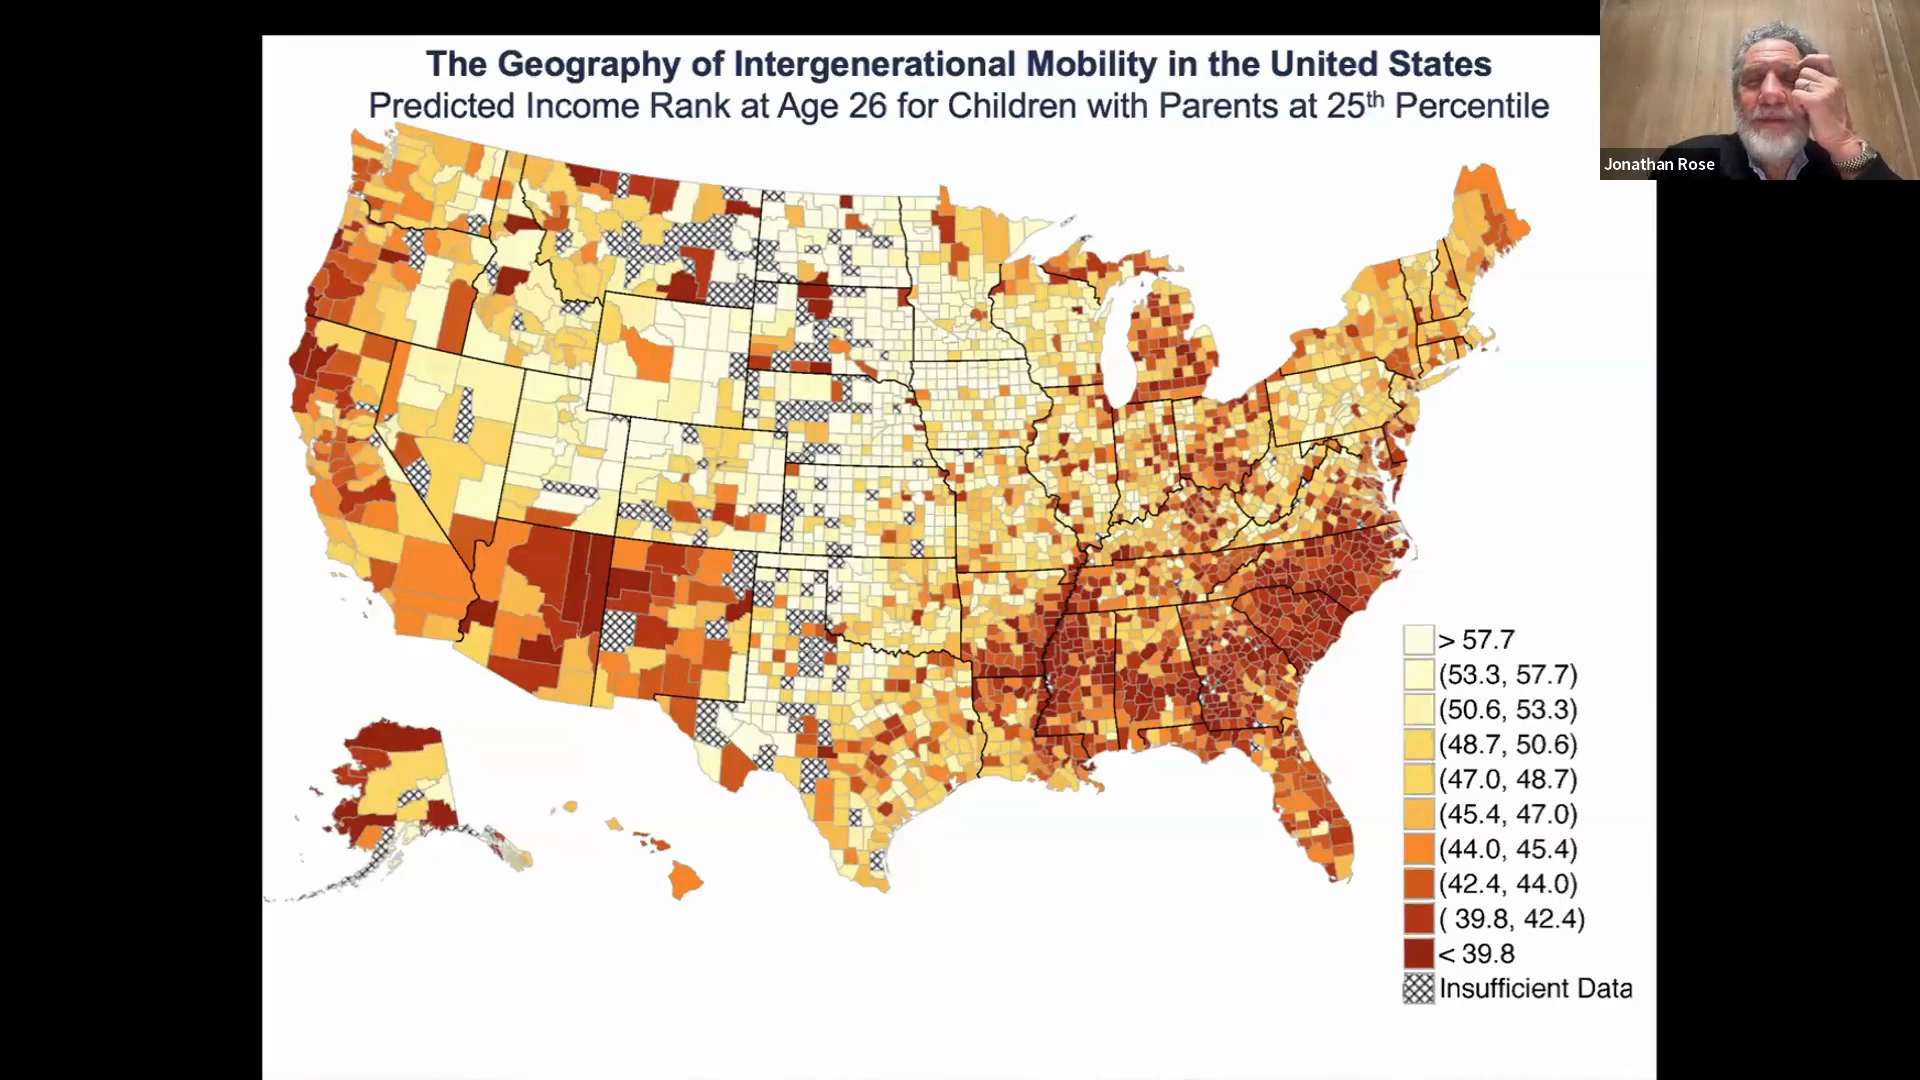 The Geography of Intergenerational Mobility in the United States
Predicted Income Rank at Age 26 for Children with Parents at 25th Percentile
Jonathan Rose
> 57.7
(53.3, 57.7)
(50.6, 53.3)
(48.7, 50.6)
(47.0, 48.7)
(45.4, 47.0)
(44.0, 45.4)
(42.4, 44.0)
( 39.8, 42.4)
< 39.8
Insufficient Data